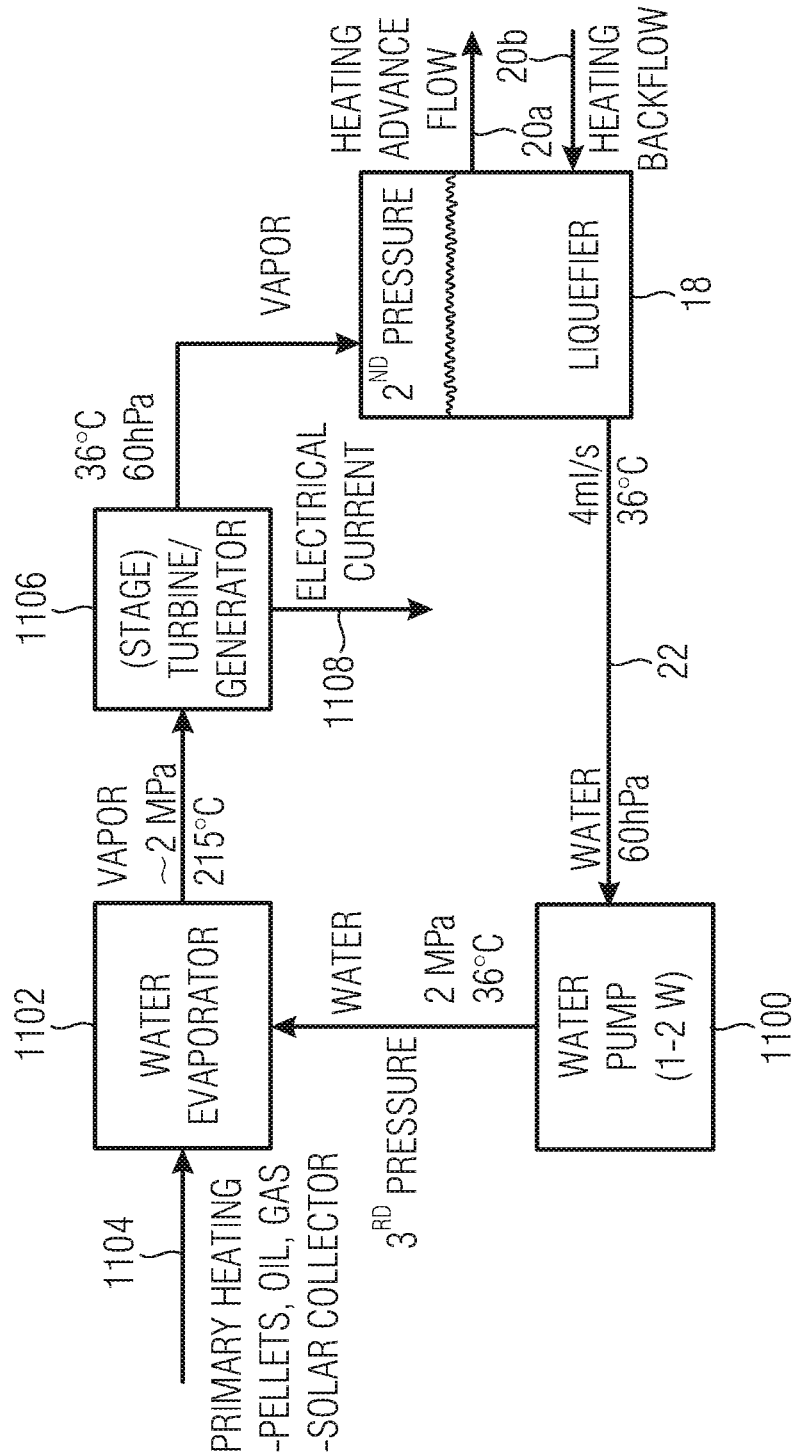 1104
PRIMARY HEATING
-PELLETS, OIL, GAS
-SOLAR COLLECTOR
1102
WATER
EVAPORATOR
VAPOR
~2 MPa
215°C
1106
(STAGE)
TURBINE/
GENERATOR
1108
ELECTRICAL
CURRENT
36°C
60hPa
VAPOR
2ND PRESSURE
LIQUEFIER
18
HEATING
ADVANCE
FLOW
20a
20b
HEATING
BACKFLOW
4ml/s
36°C
22
WATER
60hPa
WATER
PUMP
(1-2 W)
1100
3RD PRESSURE
WATER
2 MPa
36°C